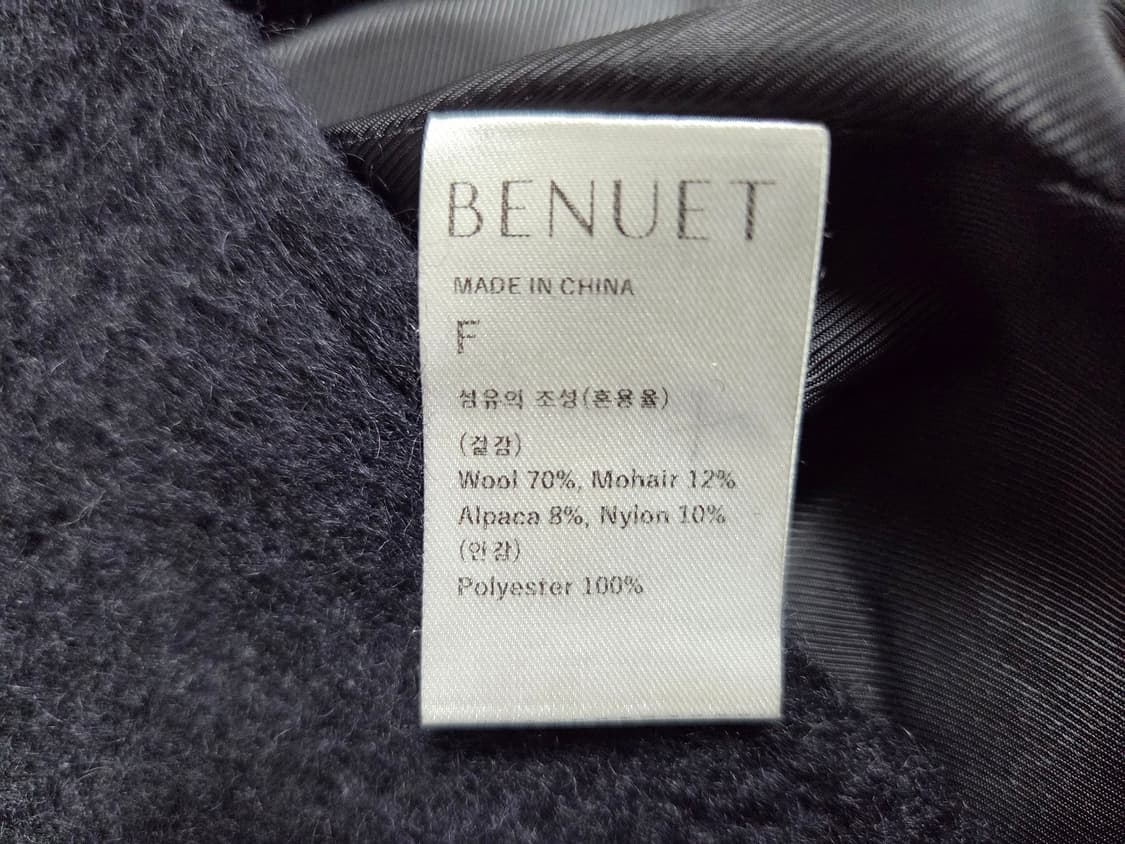 BENUET
MADE IN CHINA
F
섬유의 조성(혼용율)
(겉감)
Wool 70%, Mohair 12%
Alpaca 8%, Nylon 10%
(안감)
Polyester 100%